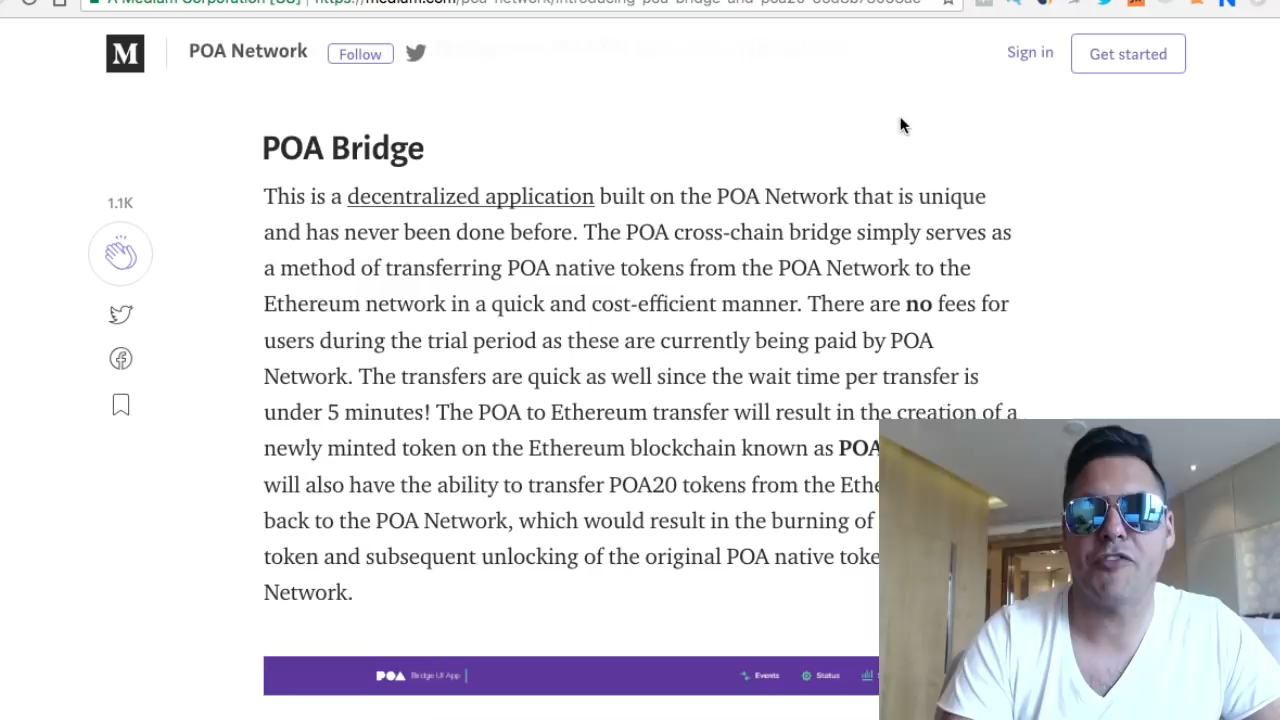 M POA Network Follow Sign in Get started
POA Bridge
This is a decentralized application built on the POA Network that is unique
and has never been done before. The POA cross-chain bridge simply serves as
1.1K
a method of transferring POA native tokens from the POA Network to the
Ethereum network in a quick and cost-efficient manner. There are no fees for
users during the trial period as these are currently being paid by POA
Network. The transfers are quick as well since the wait time per transfer is
under 5 minutes! The POA to Ethereum transfer will result in the creation of a
newly minted token on the Ethereum blockchain known as POA
will also have the ability to transfer POA20 tokens from the Ethe
back to the POA Network, which would result in the burning of
token and subsequent unlocking of the original POA native toke
Network.
POA Bridge UI App Events Status